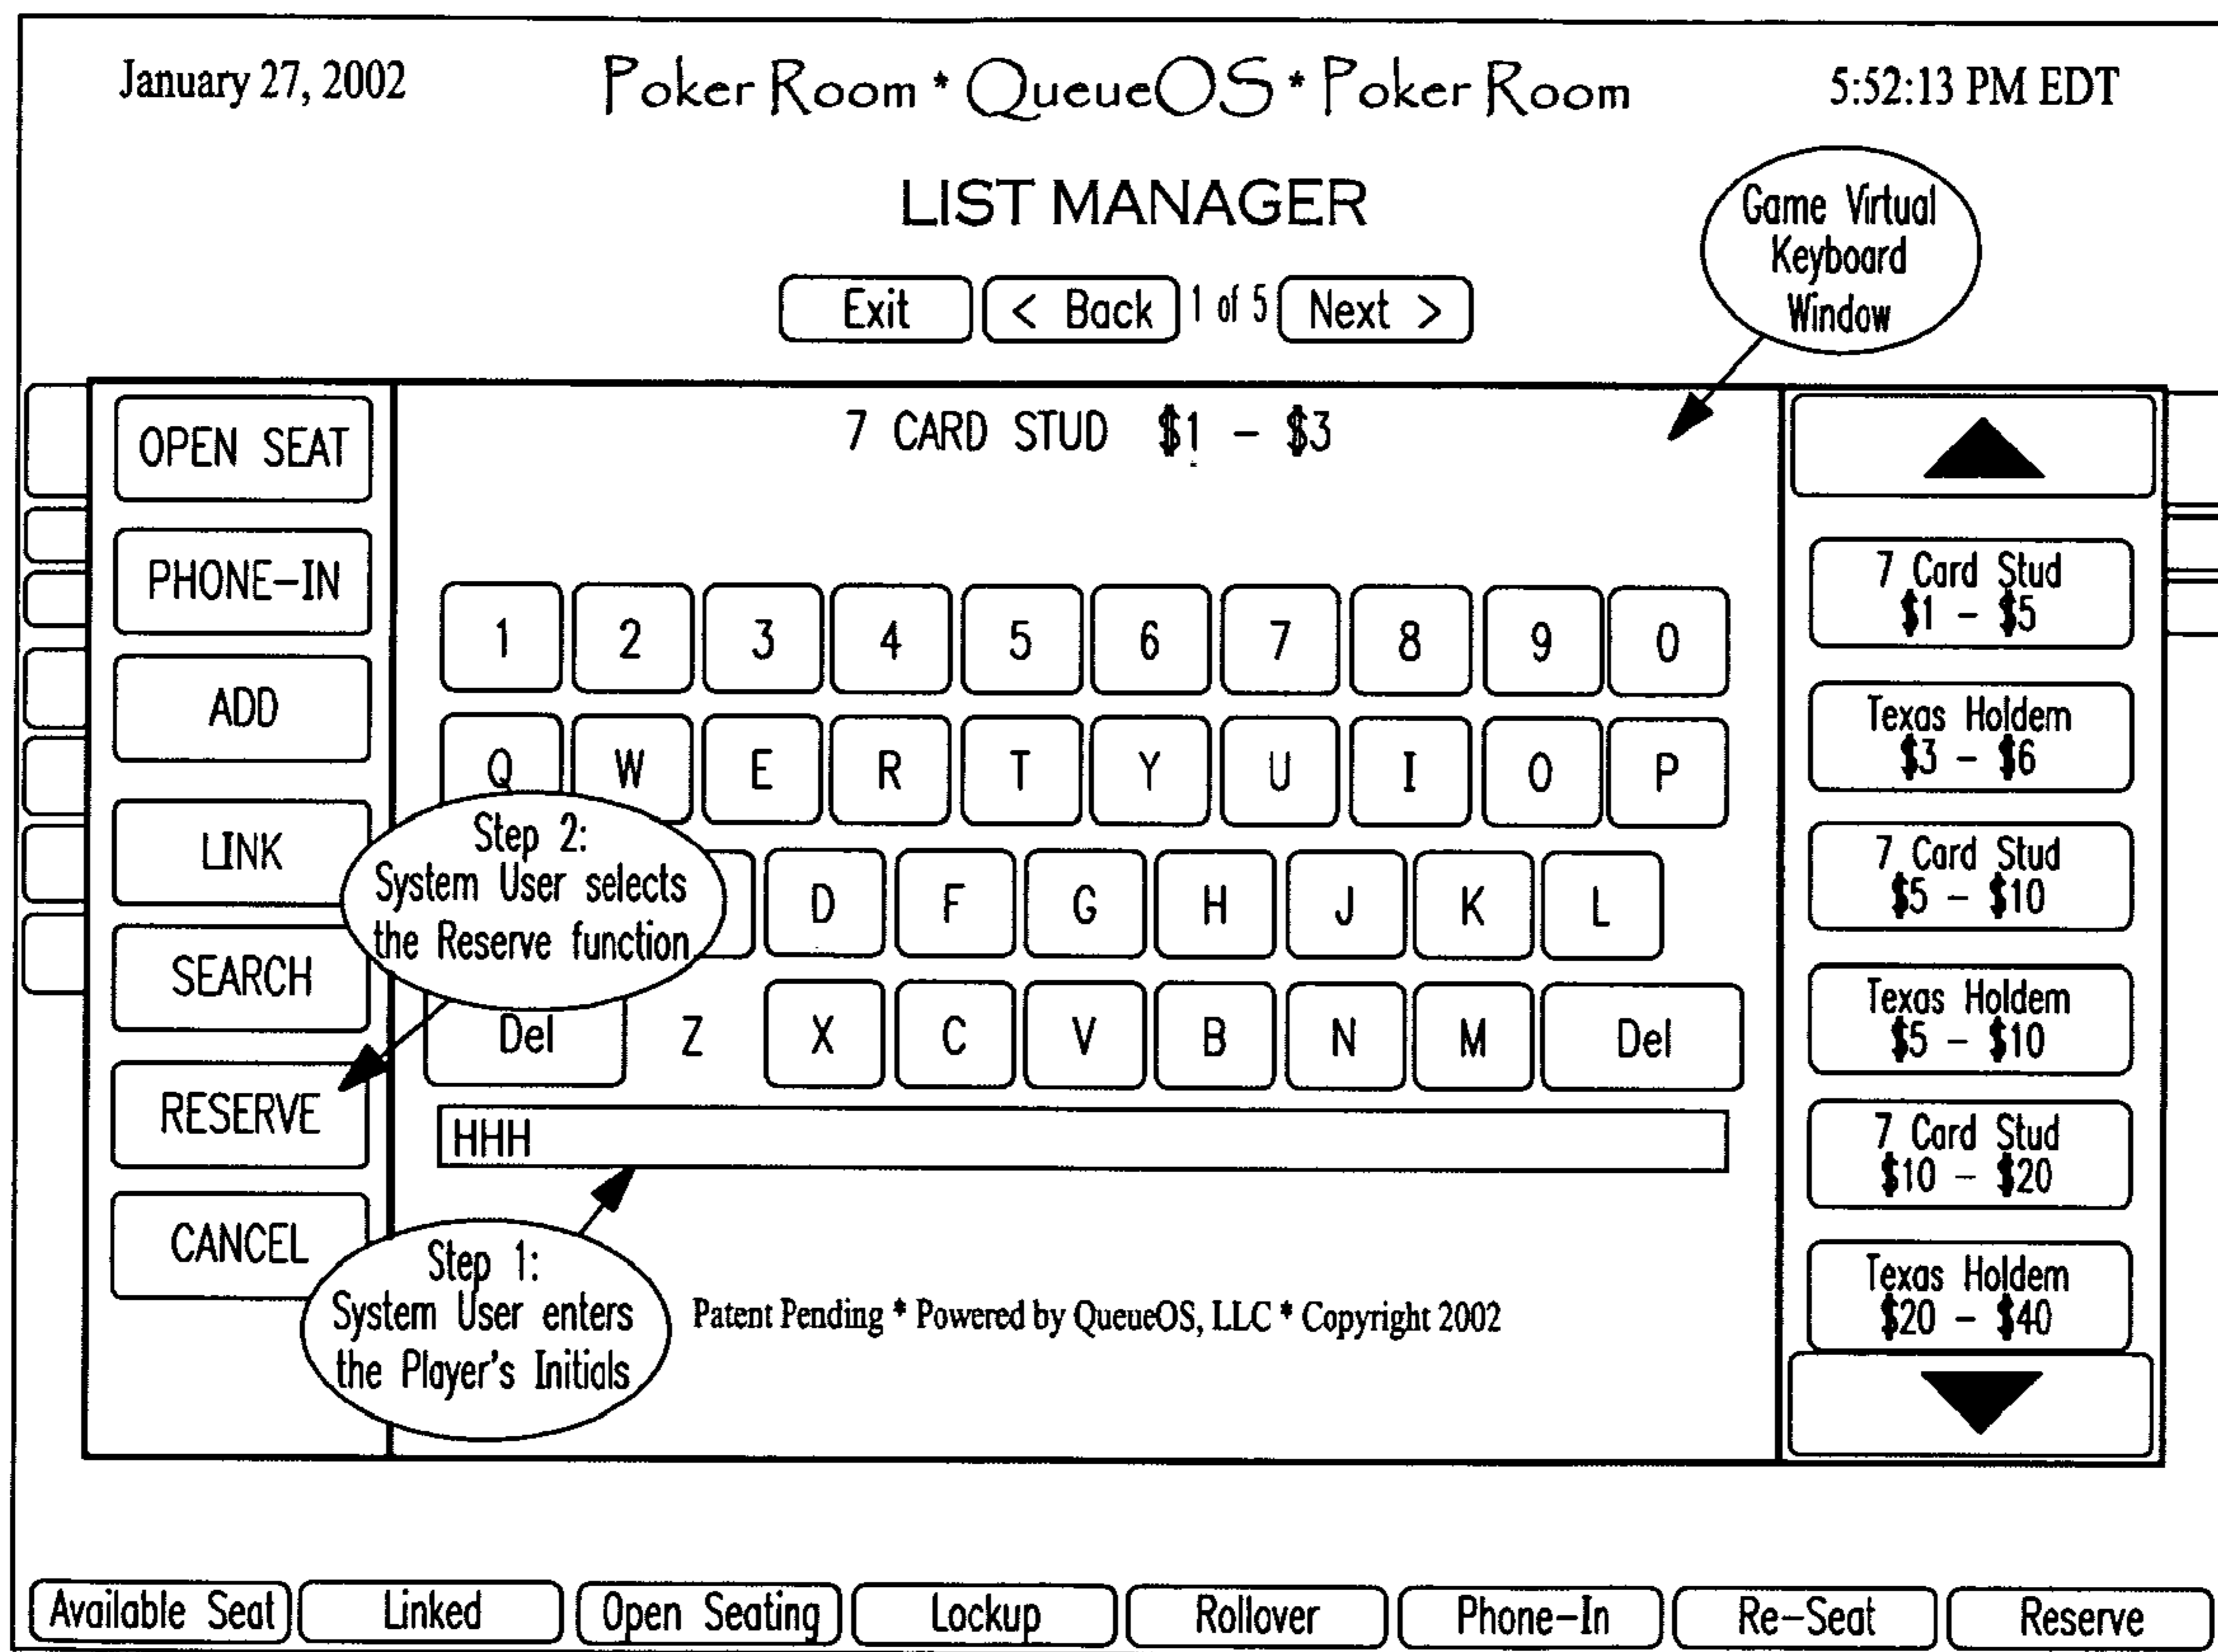 January 27, 2002
Poker Room * QueueOS * Poker Room
5:52:13 PM EDT
LIST MANAGER
Exit
< Back
1 of 5
Next >
Game Virtual
Keyboard
Window
OPEN SEAT
PHONE-IN
ADD
LINK
SEARCH
RESERVE
CANCEL
7 CARD STUD $1 - $3
1 2 3 4 5 6 7 8 9 0
Q W E R T Y U I O P
D F G H J K L
Del Z X C V B N M Del
HHH
Step 2:
System User selects
the Reserve function
Step 1:
System User enters
the Player's Initials
Patent Pending * Powered by QueueOS, LLC * Copyright 2002
7 Card Stud
$1 - $5
Texas Holdem
$3 - $6
7 Card Stud
$5 - $10
Texas Holdem
$5 - $10
7 Card Stud
$10 - $20
Texas Holdem
$20 - $40
Available Seat
Linked
Open Seating
Lockup
Rollover
Phone-In
Re-Seat
Reserve